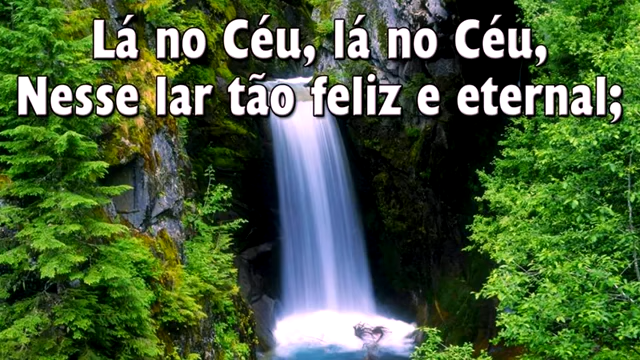 Lá no Céu, lá no Céu,
Nesse lar tão feliz e eternal;